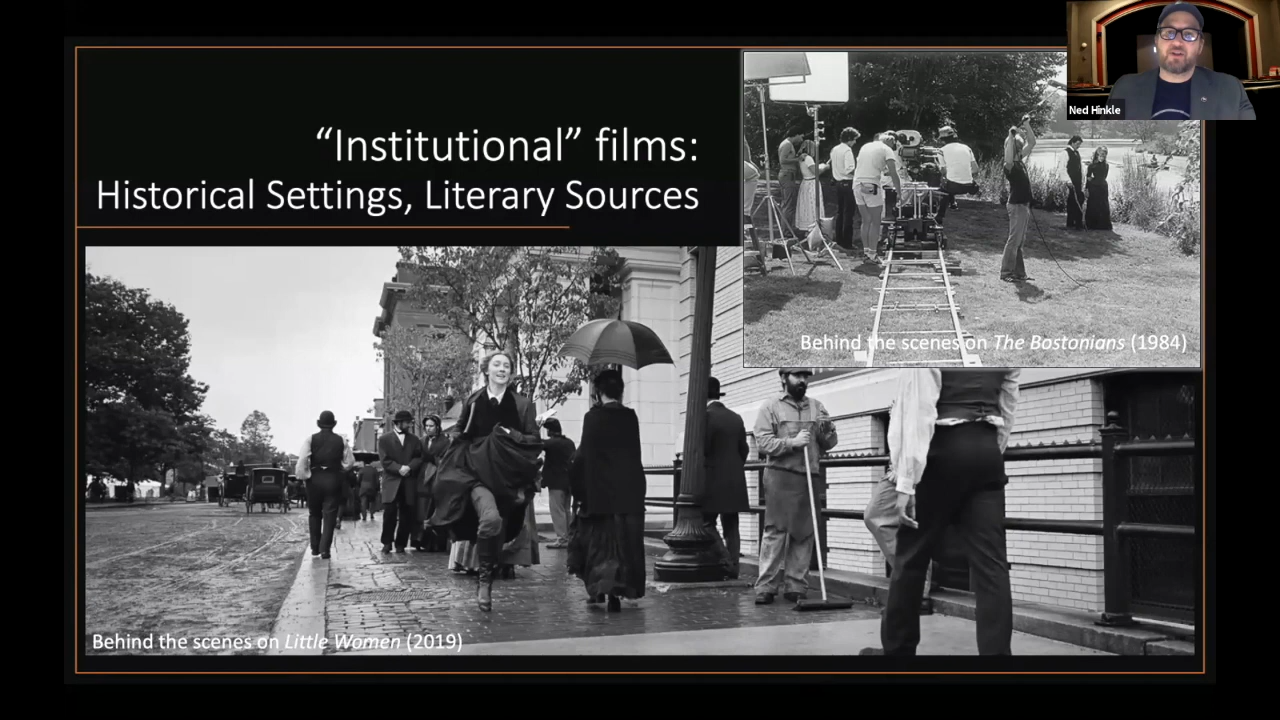 “Institutional” films:
Historical Settings, Literary Sources
Ned Hinkle
Behind the scenes on The Bostonians (1984)
Behind the scenes on Little Women (2019)